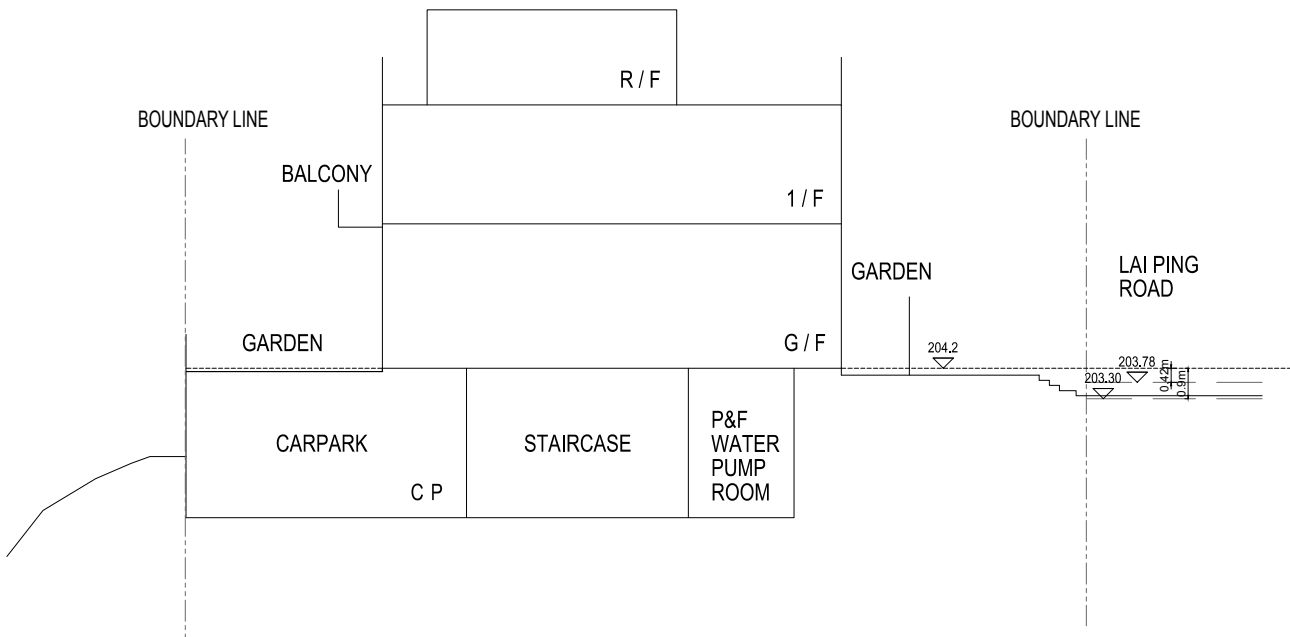 R / F
BOUNDARY LINE
BOUNDARY LINE
BALCONY
1 / F
LAI PING
ROAD
GARDEN
GARDEN
G / F
204.2
203.78
203.30
0.42m
0.9m
CARPARK
STAIRCASE
P&F
WATER
PUMP
ROOM
C P